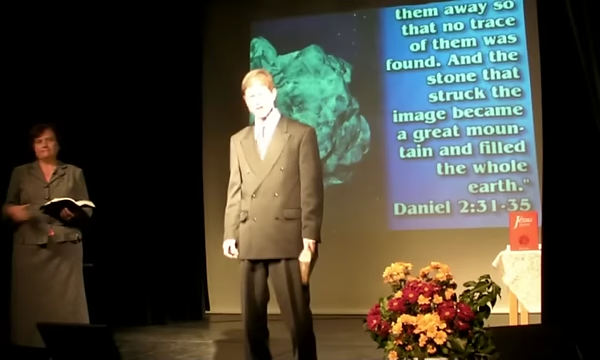 them away so
that no trace
of them was
found. And the
stone that
struck the
image became
a great moun-
tain and filled
the whole
earth."
Daniel 2:31-35
Jesus